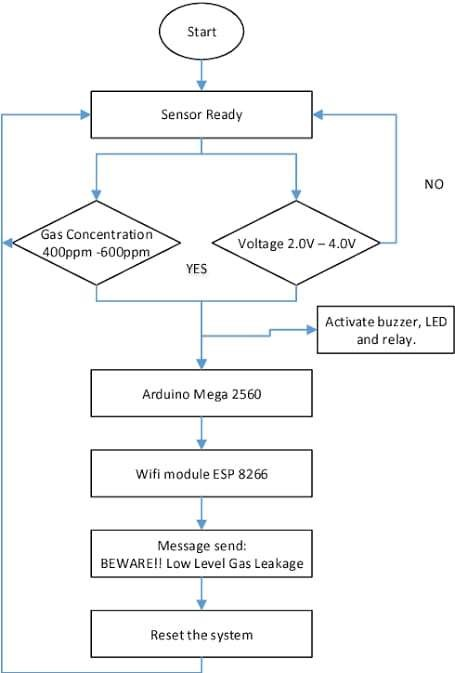 Start
Sensor Ready
NO
Gas Concentration
400ppm -600ppm
Voltage 2.0V – 4.0V
YES
Activate buzzer, LED
and relay.
Arduino Mega 2560
Wifi module ESP 8266
Message send:
BEWARE!! Low Level Gas Leakage
Reset the system